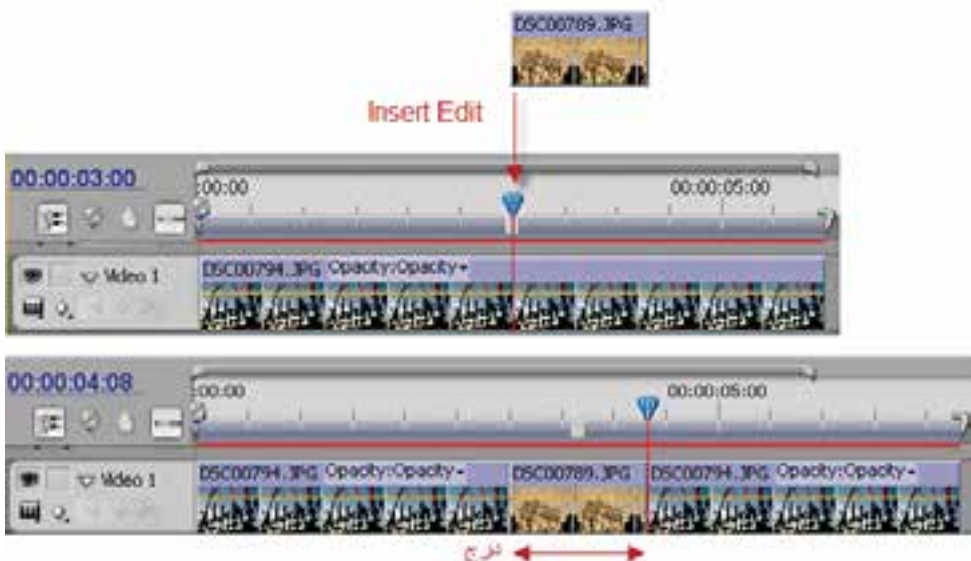 DSC00789.JPG
Insert Edit
00:00:03:00
:00:00
00:00:05:00
Video 1
DSC00794.JPG Opacity:Opacity
00:00:04:08
:00:00
00:00:05:00
Video 1
DSC00794.JPG Opacity:Opacity DSC00789.JPG DSC00794.JPG Opacity:Opacity
درج